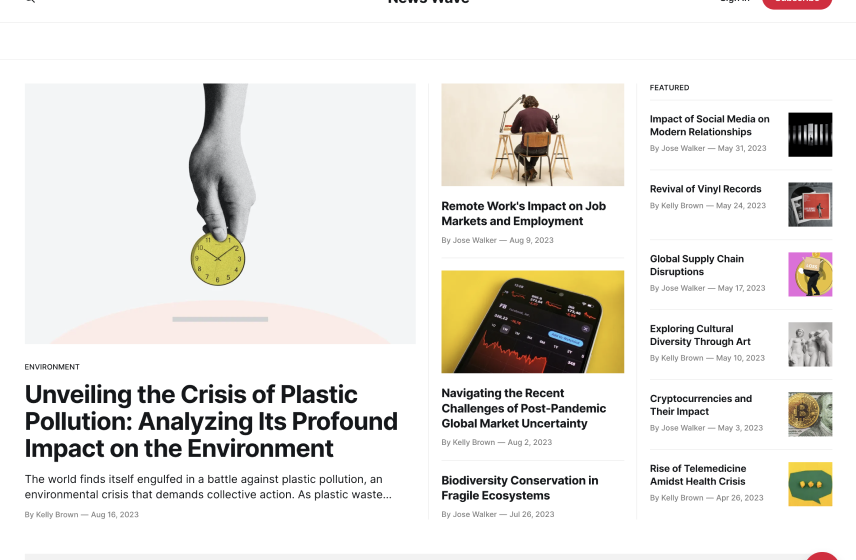 News Wave
Sign in
Subscribe
ENVIRONMENT
Unveiling the Crisis of Plastic
Pollution: Analyzing Its Profound
Impact on the Environment
The world finds itself engulfed in a battle against plastic pollution, an
environmental crisis that demands collective action. As plastic waste...
By Kelly Brown — Aug 16, 2023
Remote Work's Impact on Job
Markets and Employment
By Jose Walker — Aug 9, 2023
Navigating the Recent
Challenges of Post-Pandemic
Global Market Uncertainty
By Kelly Brown — Aug 2, 2023
Biodiversity Conservation in
Fragile Ecosystems
By Jose Walker — Jul 26, 2023
FEATURED
Impact of Social Media on
Modern Relationships
By Jose Walker — May 31, 2023
Revival of Vinyl Records
By Kelly Brown — May 24, 2023
Global Supply Chain
Disruptions
By Jose Walker — May 17, 2023
Exploring Cultural
Diversity Through Art
By Kelly Brown — May 10, 2023
Cryptocurrencies and
Their Impact
By Jose Walker — May 3, 2023
Rise of Telemedicine
Amidst Health Crisis
By Kelly Brown — Apr 26, 2023